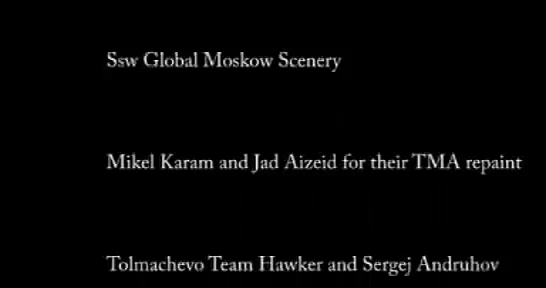 Ssw Global Moskow Scenery
Mikel Karam and Jad Aizeid for their TMA repaint
Tolmachevo Team Hawker and Sergej Andruhov